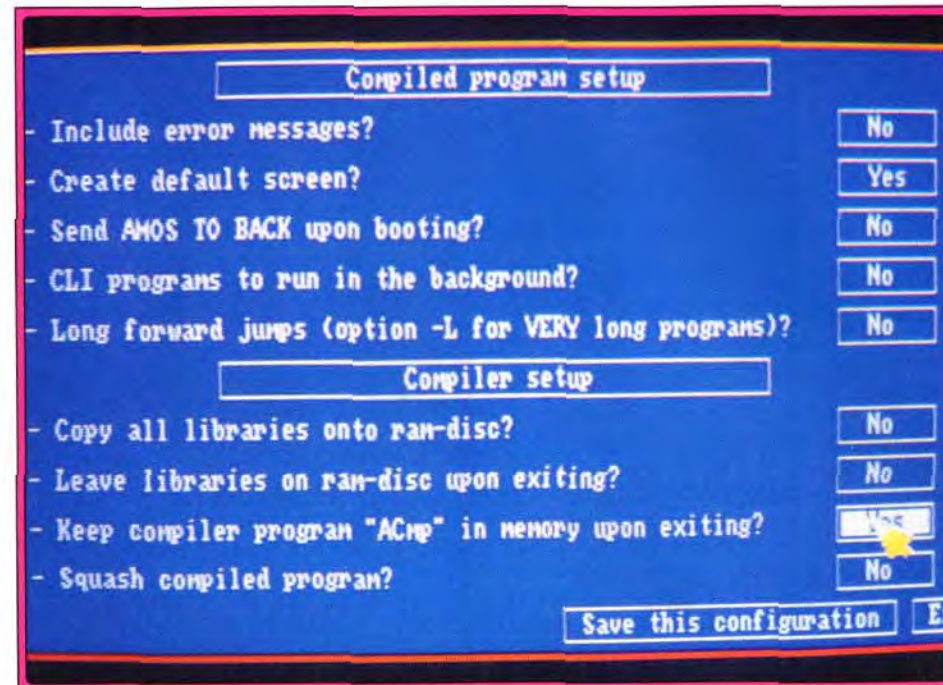 Compiled program setup
- Include error messages? No
- Create default screen? Yes
- Send AMOS TO BACK upon booting? No
- CLI programs to run in the background? No
- Long forward jumps (option -L for VERY long programs)? No
Compiler setup
- Copy all libraries onto ram-disc? No
- Leave libraries on ram-disc upon exiting? No
- Keep compiler program "ACmp" in memory upon exiting? Yes
- Squash compiled program? No
Save this configuration